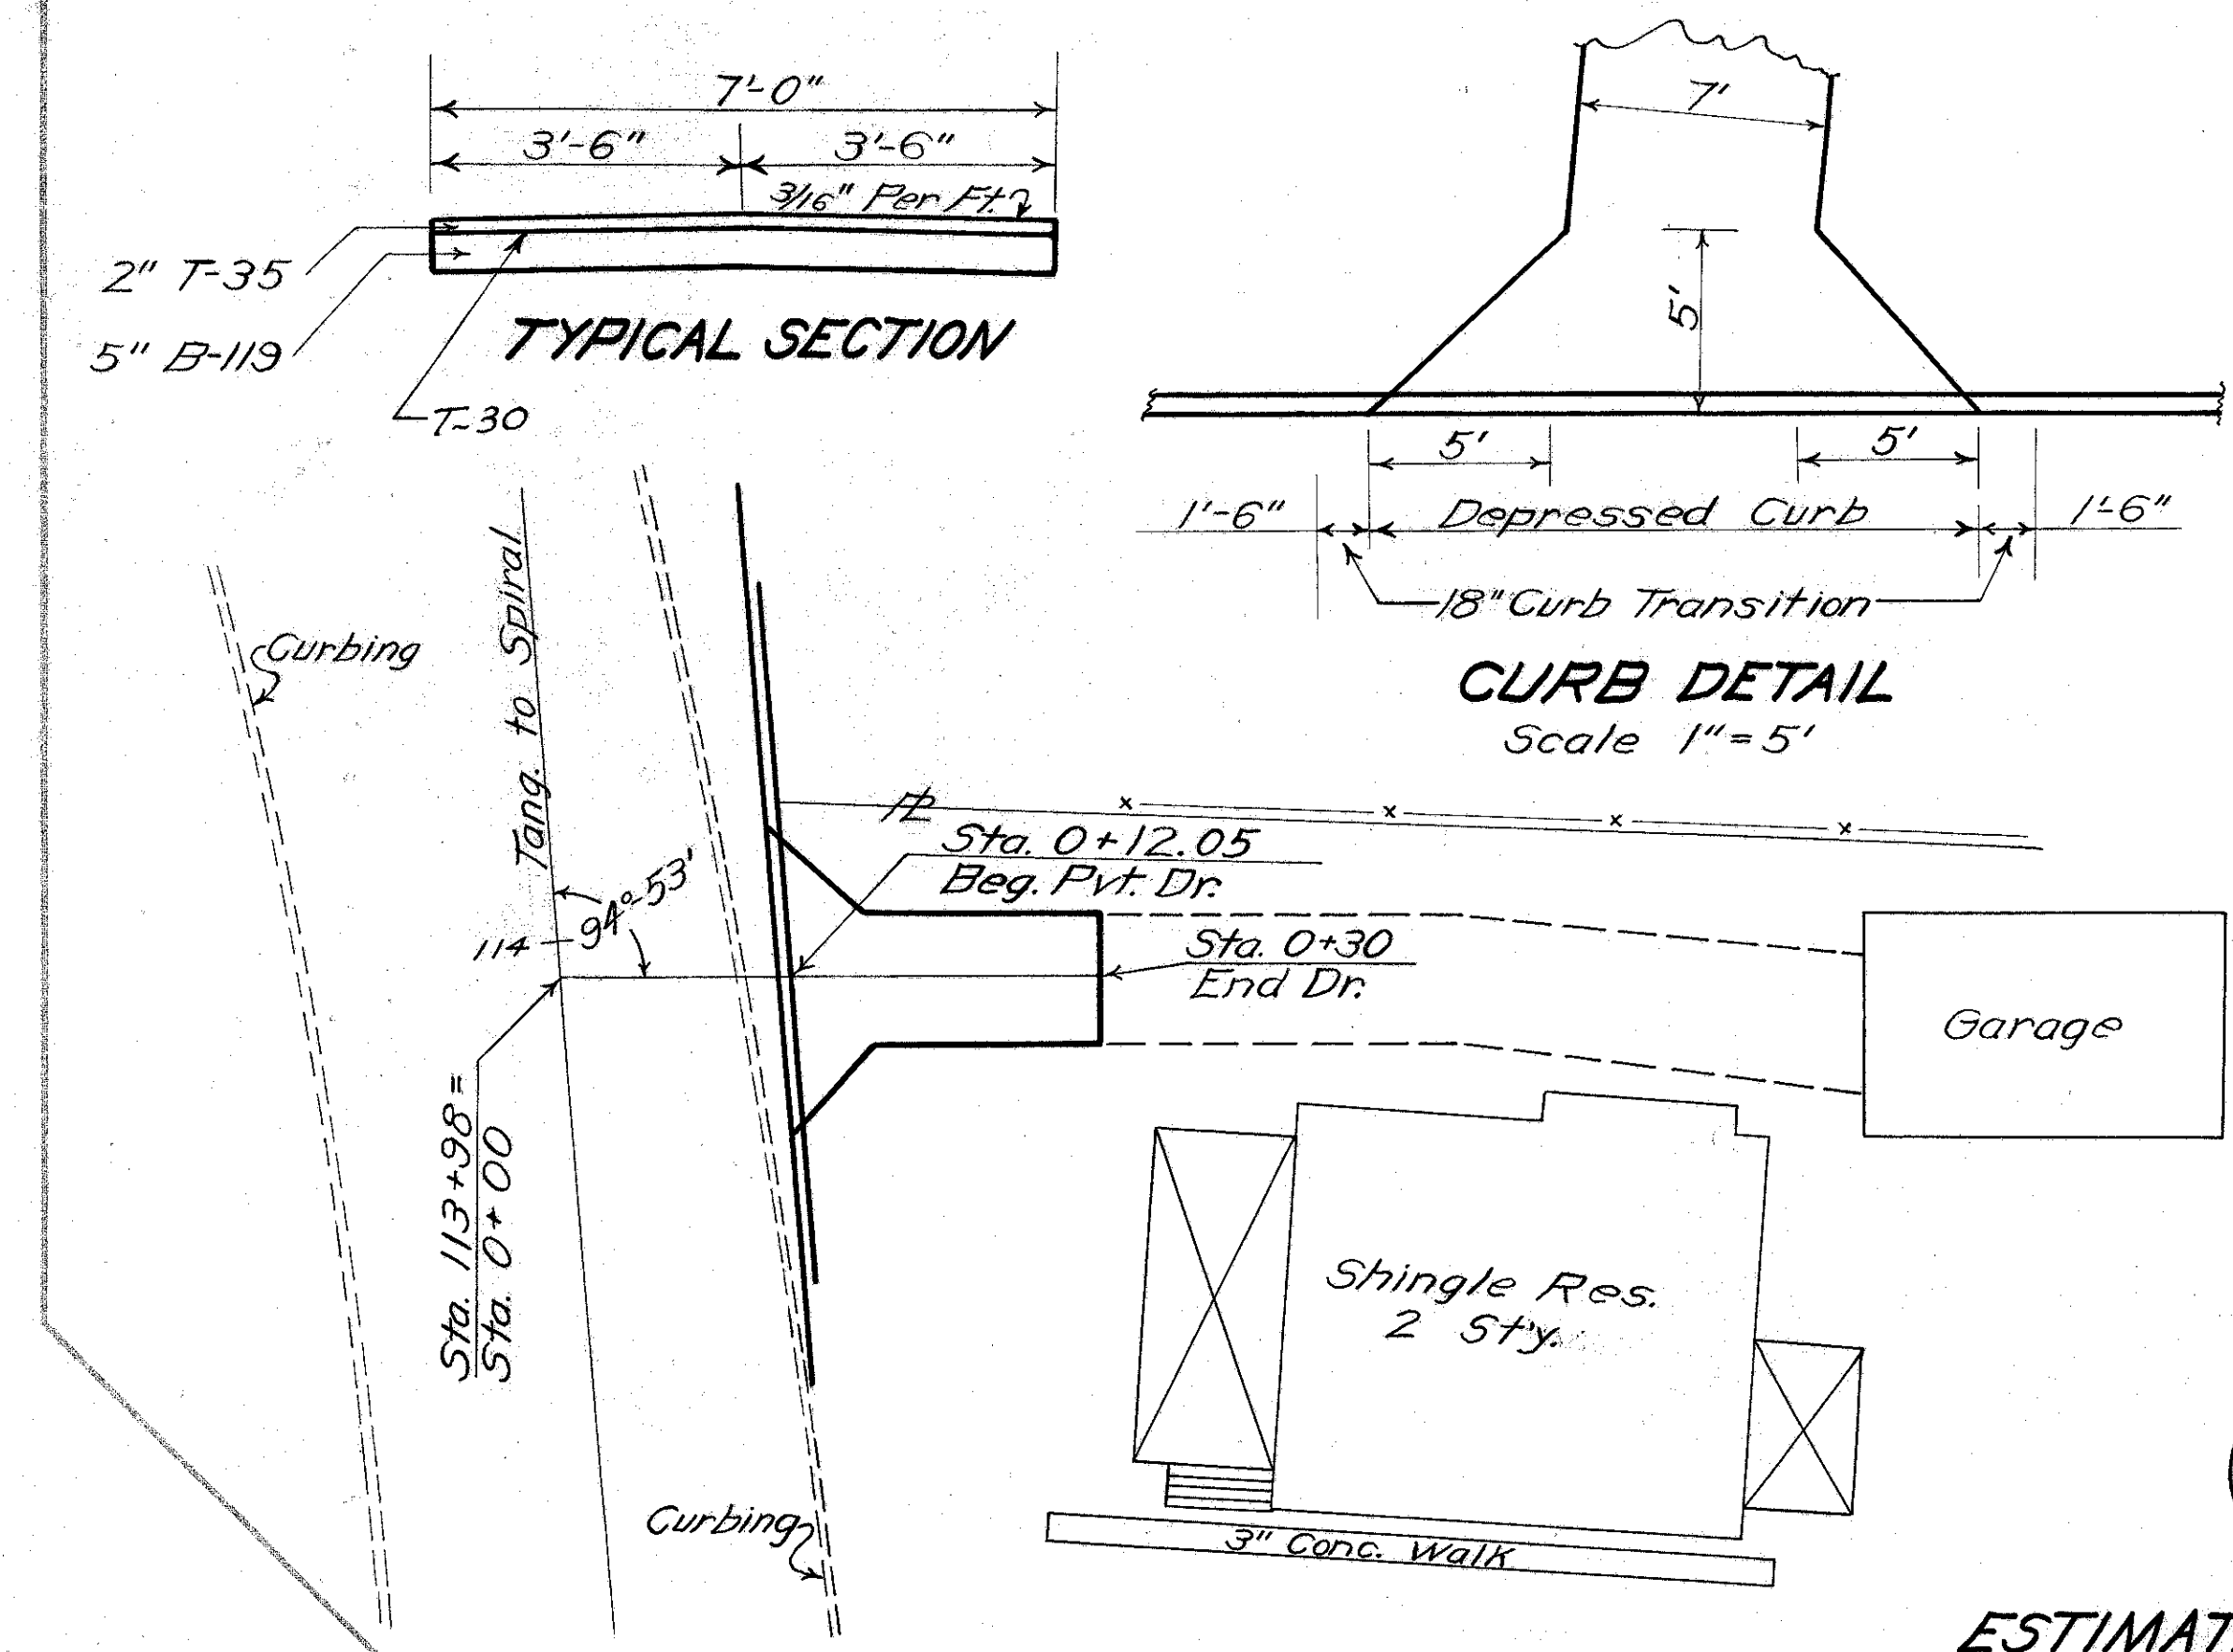 7'-0"
3'-6" 3'-6"
3/16" Per Ft.
2" T-35
5" B-119
T-30
TYPICAL SECTION
7'
5'
5' 5'
1'-6" Depressed Curb 1'-6"
18" Curb Transition
CURB DETAIL
Scale 1" = 5'
Curbing
Tang. to Spiral
PL
Sta. 0+12.05
Beg. Pvt. Dr.
94°-53'
114
Sta. 0+30
End Dr.
Garage
Sta. 113+98 =
Sta. 0+00
Shingle Res.
2 Sty.
Curbing
3" Conc. Walk